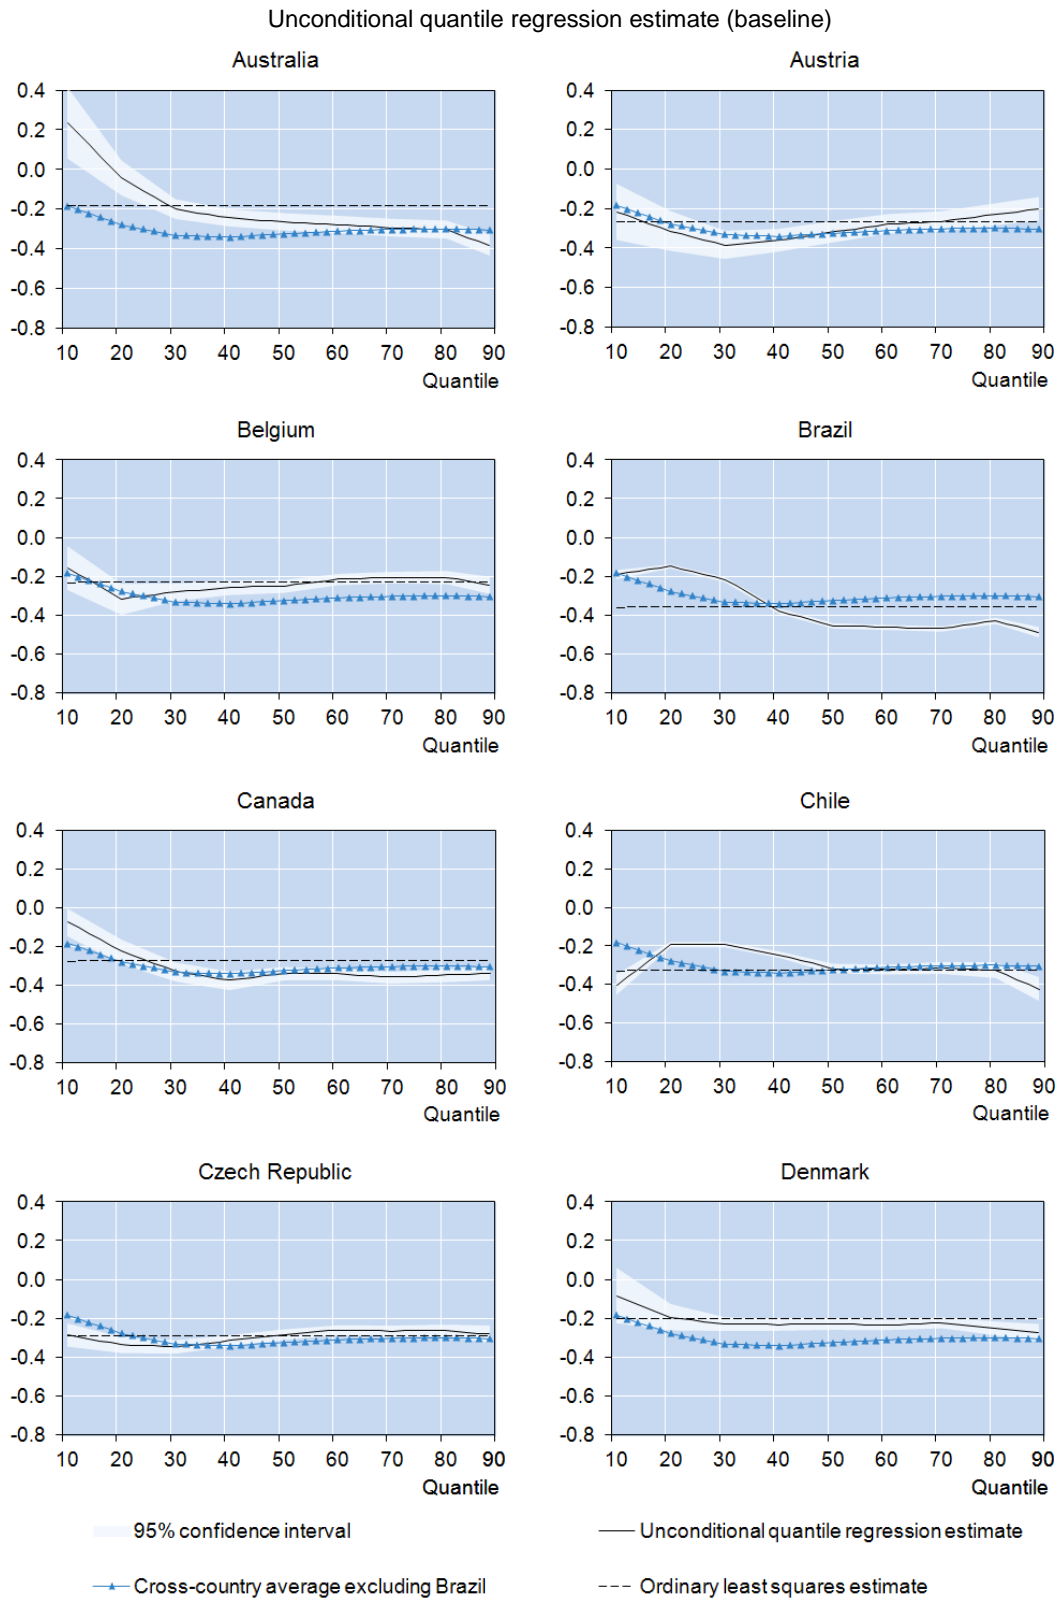 Unconditional quantile regression estimate (baseline)
Australia
0.4
0.2
0.0
-0.2
-0.4
-0.6
-0.8
10 20 30 40 50 60 70 80 90
Quantile
Austria
0.4
0.2
0.0
-0.2
-0.4
-0.6
-0.8
10 20 30 40 50 60 70 80 90
Quantile
Belgium
0.4
0.2
0.0
-0.2
-0.4
-0.6
-0.8
10 20 30 40 50 60 70 80 90
Quantile
Brazil
0.4
0.2
0.0
-0.2
-0.4
-0.6
-0.8
10 20 30 40 50 60 70 80 90
Quantile
Canada
0.4
0.2
0.0
-0.2
-0.4
-0.6
-0.8
10 20 30 40 50 60 70 80 90
Quantile
Chile
0.4
0.2
0.0
-0.2
-0.4
-0.6
-0.8
10 20 30 40 50 60 70 80 90
Quantile
Czech Republic
0.4
0.2
0.0
-0.2
-0.4
-0.6
-0.8
10 20 30 40 50 60 70 80 90
Quantile
Denmark
0.4
0.2
0.0
-0.2
-0.4
-0.6
-0.8
10 20 30 40 50 60 70 80 90
Quantile
95% confidence interval
Unconditional quantile regression estimate
Cross-country average excluding Brazil
Ordinary least squares estimate